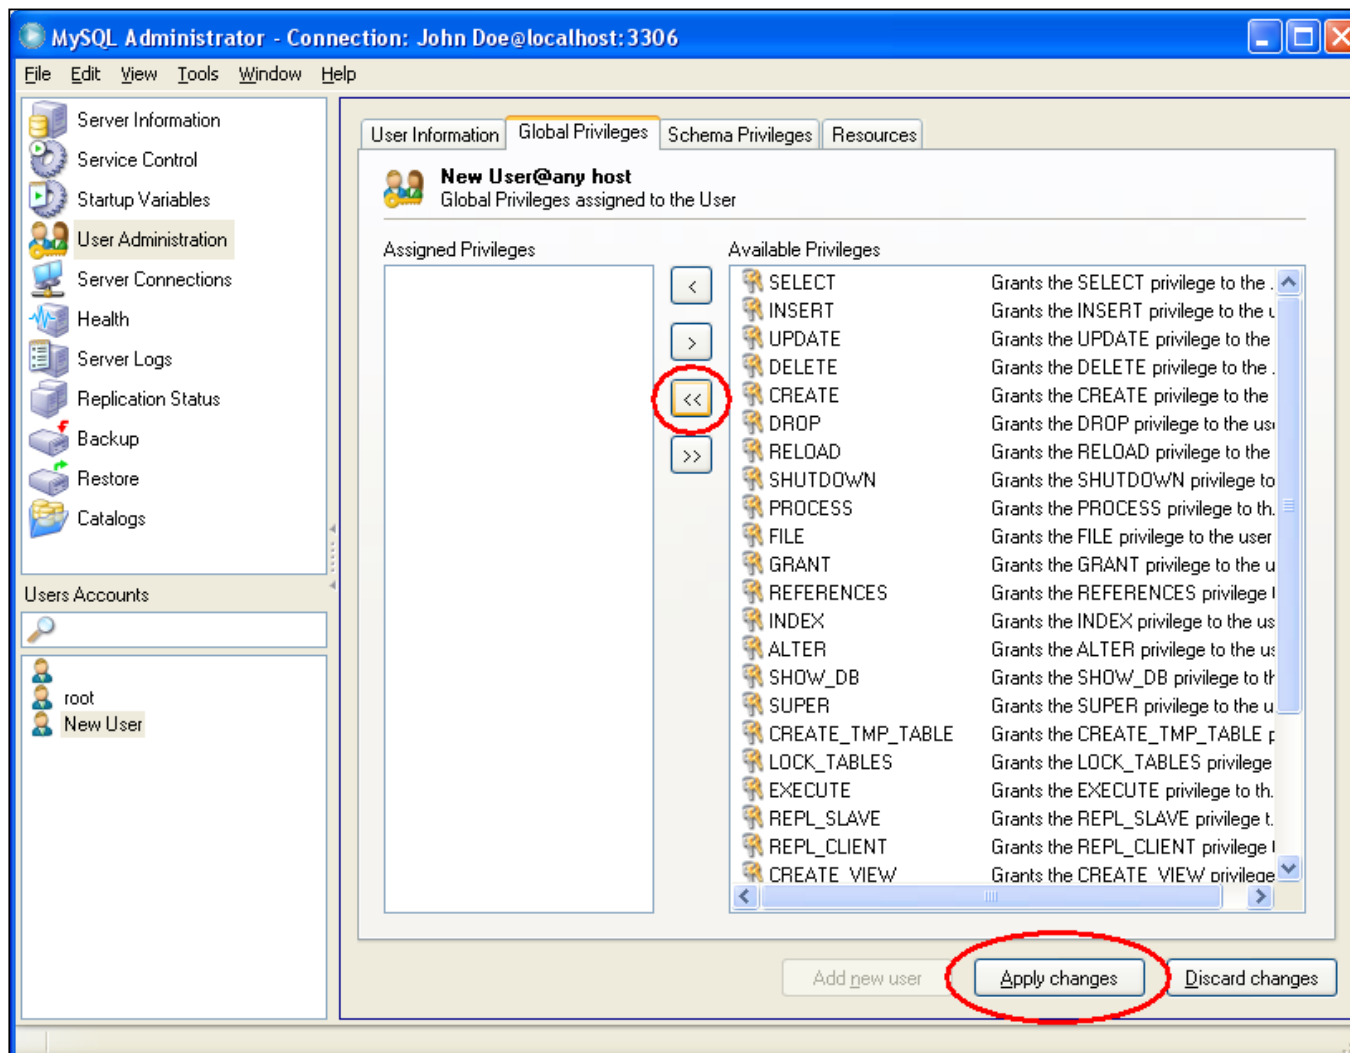 MySQL Administrator - Connection: John Doe@localhost:3306
File Edit View Tools Window Help
Server Information
Service Control
Startup Variables
User Administration
Server Connections
Health
Server Logs
Replication Status
Backup
Restore
Catalogs
Users Accounts
root
New User
User Information Global Privileges Schema Privileges Resources
New User@any host
Global Privileges assigned to the User
Assigned Privileges
<
>
<<
>>
Available Privileges
SELECT Grants the SELECT privilege to the .
INSERT Grants the INSERT privilege to the u
UPDATE Grants the UPDATE privilege to the
DELETE Grants the DELETE privilege to the .
CREATE Grants the CREATE privilege to the
DROP Grants the DROP privilege to the use
RELOAD Grants the RELOAD privilege to the
SHUTDOWN Grants the SHUTDOWN privilege to
PROCESS Grants the PROCESS privilege to th.
FILE Grants the FILE privilege to the user
GRANT Grants the GRANT privilege to the u
REFERENCES Grants the REFERENCES privilege
INDEX Grants the INDEX privilege to the us
ALTER Grants the ALTER privilege to the us
SHOW_DB Grants the SHOW_DB privilege to th
SUPER Grants the SUPER privilege to the u
CREATE_TMP_TABLE Grants the CREATE_TMP_TABLE p
LOCK_TABLES Grants the LOCK_TABLES privilege
EXECUTE Grants the EXECUTE privilege to th.
REPL_SLAVE Grants the REPL_SLAVE privilege t.
REPL_CLIENT Grants the REPL_CLIENT privilege
CREATE_VIEW Grants the CREATE_VIEW privilege
Add new user Apply changes Discard changes